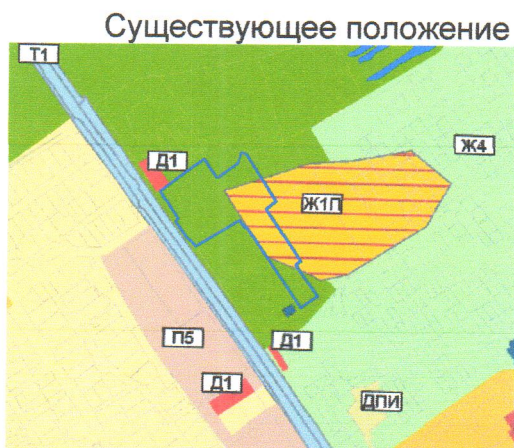 Существующее положение
Т1
Д1
Ж4
Ж1П
П5
Д1
Д1
ДПИ